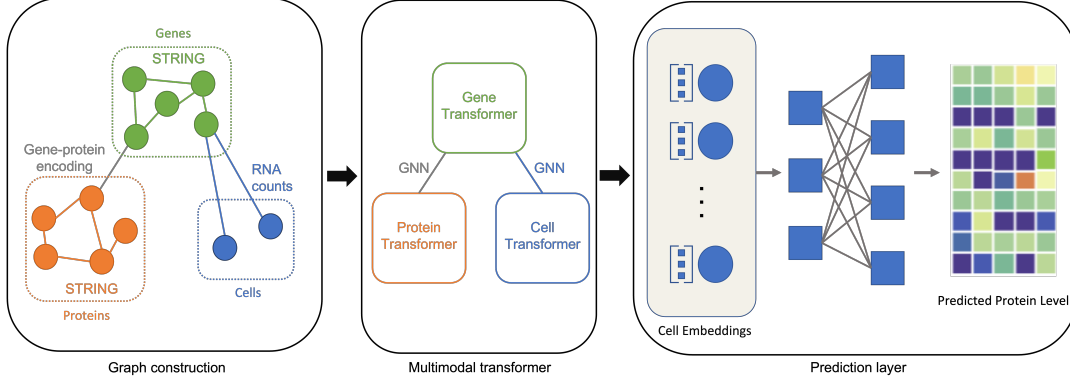 Genes
STRING
Gene-protein
encoding
RNA
counts
STRING
Cells
Proteins
Graph construction
Gene
Transformer
GNN
GNN
Protein
Transformer
Cell
Transformer
Multimodal transformer
Cell Embeddings
Predicted Protein Level
Prediction layer